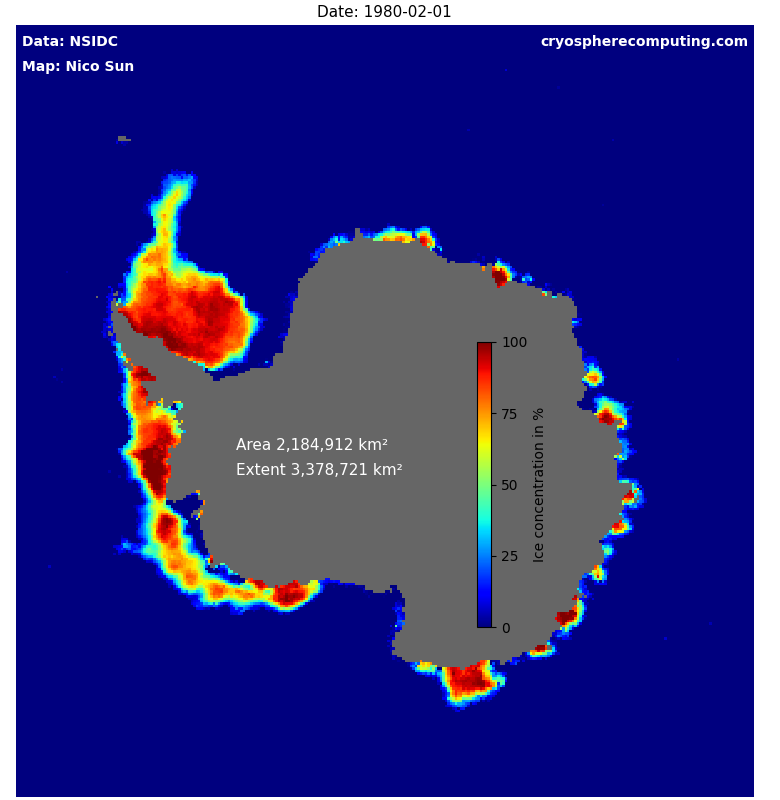 Date: 1980-02-01
Data: NSIDC
cryospherecomputing.com
Map: Nico Sun
100
75
50
25
0
Ice concentration in %
Area 2,184,912 km²
Extent 3,378,721 km²